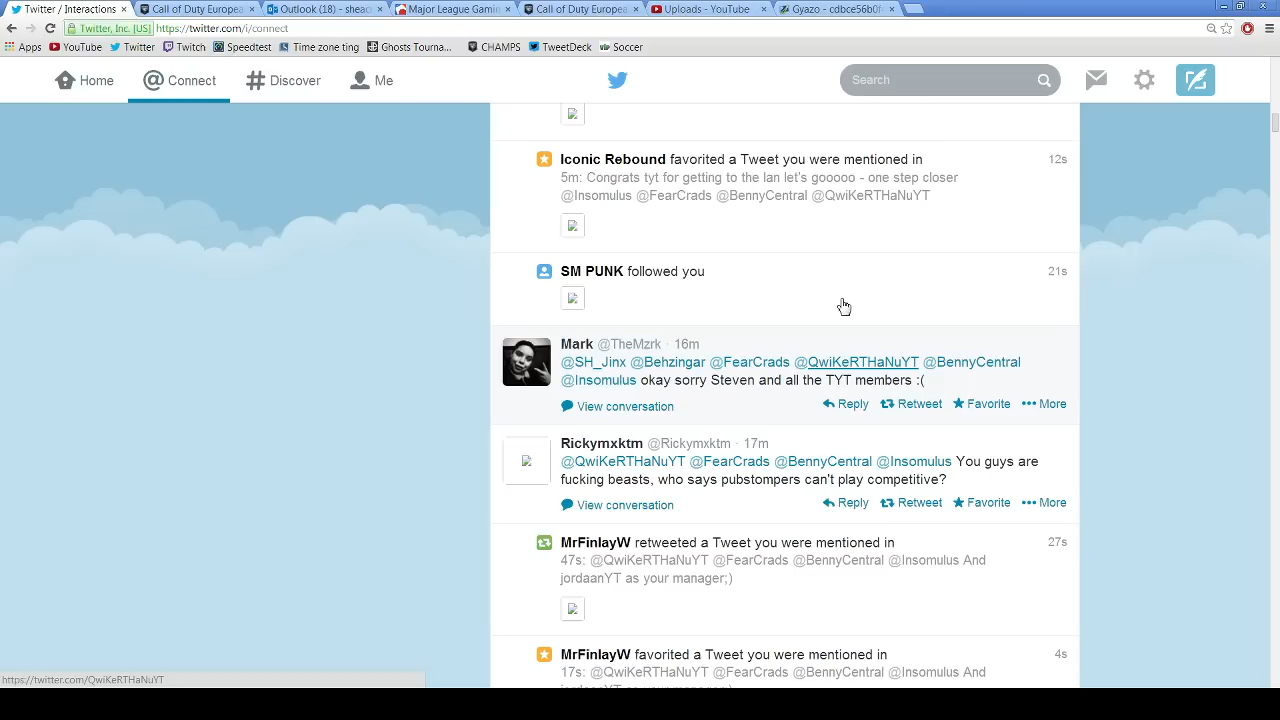 Twitter / Interactions
Call of Duty Europea
Outlook (18) - sheao
Major League Gamin
Call of Duty Europea
Uploads - YouTube
Gyazo - cdbce56b0f
Twitter, Inc. [US] https://twitter.com/i/connect
Apps YouTube Twitter Twitch Speedtest Time zone ting Ghosts Tourna... CHAMPS TweetDeck Soccer
Home Connect Discover Me Search
Iconic Rebound favorited a Tweet you were mentioned in 12s
5m: Congrats tyt for getting to the lan let's gooooo - one step closer
@Insomulus @FearCrads @BennyCentral @QwiKeRTHaNuYT
SM PUNK followed you 21s
Mark @TheMzrk · 16m
@SH_Jinx @Behzingar @FearCrads @QwiKeRTHaNuYT @BennyCentral
@Insomulus okay sorry Steven and all the TYT members :(
View conversation Reply Retweet Favorite More
Rickymxktm @Rickymxktm · 17m
@QwiKeRTHaNuYT @FearCrads @BennyCentral @Insomulus You guys are
fucking beasts, who says pubstompers can't play competitive?
View conversation Reply Retweet Favorite More
MrFinlayW retweeted a Tweet you were mentioned in 27s
47s: @QwiKeRTHaNuYT @FearCrads @BennyCentral @Insomulus And
jordaanYT as your manager;)
MrFinlayW favorited a Tweet you were mentioned in 4s
17s: @QwiKeRTHaNuYT @FearCrads @BennyCentral @Insomulus And
jordaanYT as your manager;)
https://twitter.com/QwiKeRTHaNuYT